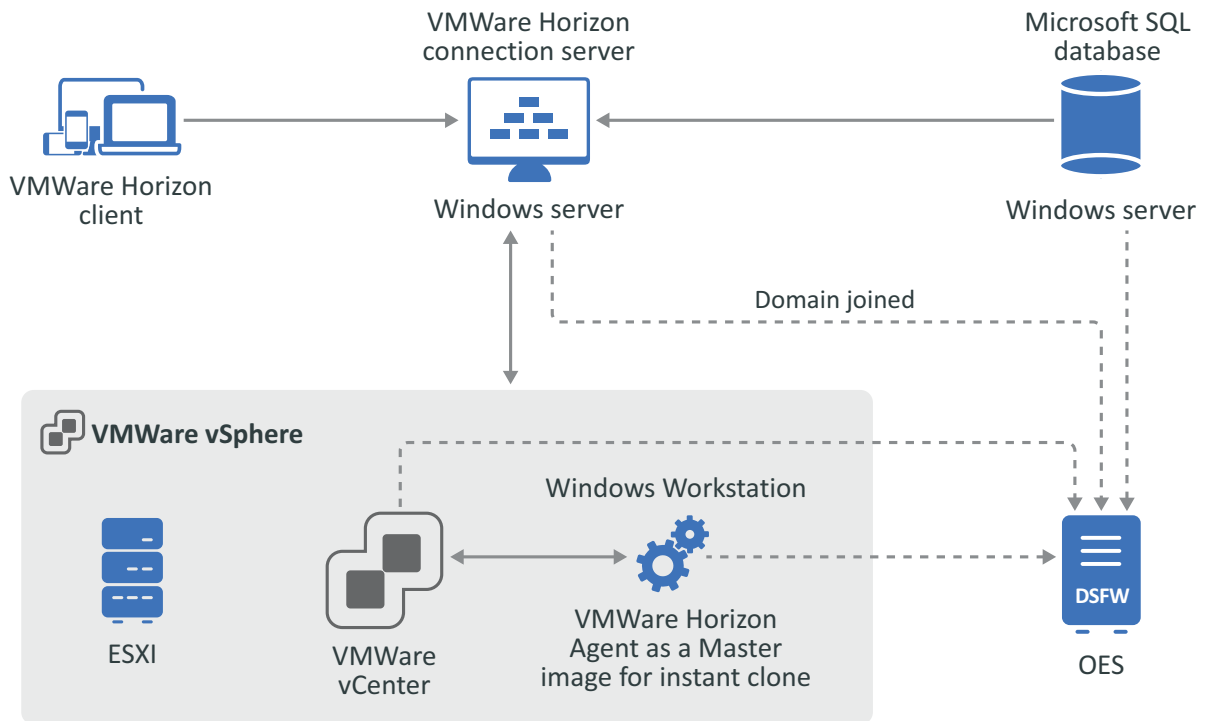 VMWare Horizon
connection server
Microsoft SQL
database
VMWare Horizon
client
Windows server
Windows server
Domain joined
VMWare vSphere
Windows Workstation
ESXI
VMWare
vCenter
VMWare Horizon
Agent as a Master
image for instant clone
DSFW
OES